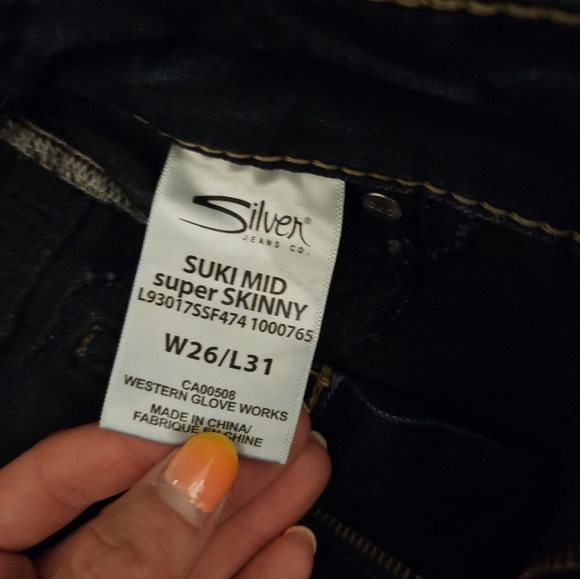 Silver®
JEANS CO.
SUKI MID
super SKINNY
L93017SSF474 1000765
W26/L31
CA00508
WESTERN GLOVE WORKS
MADE IN CHINA/
FABRIQUE EN CHINE